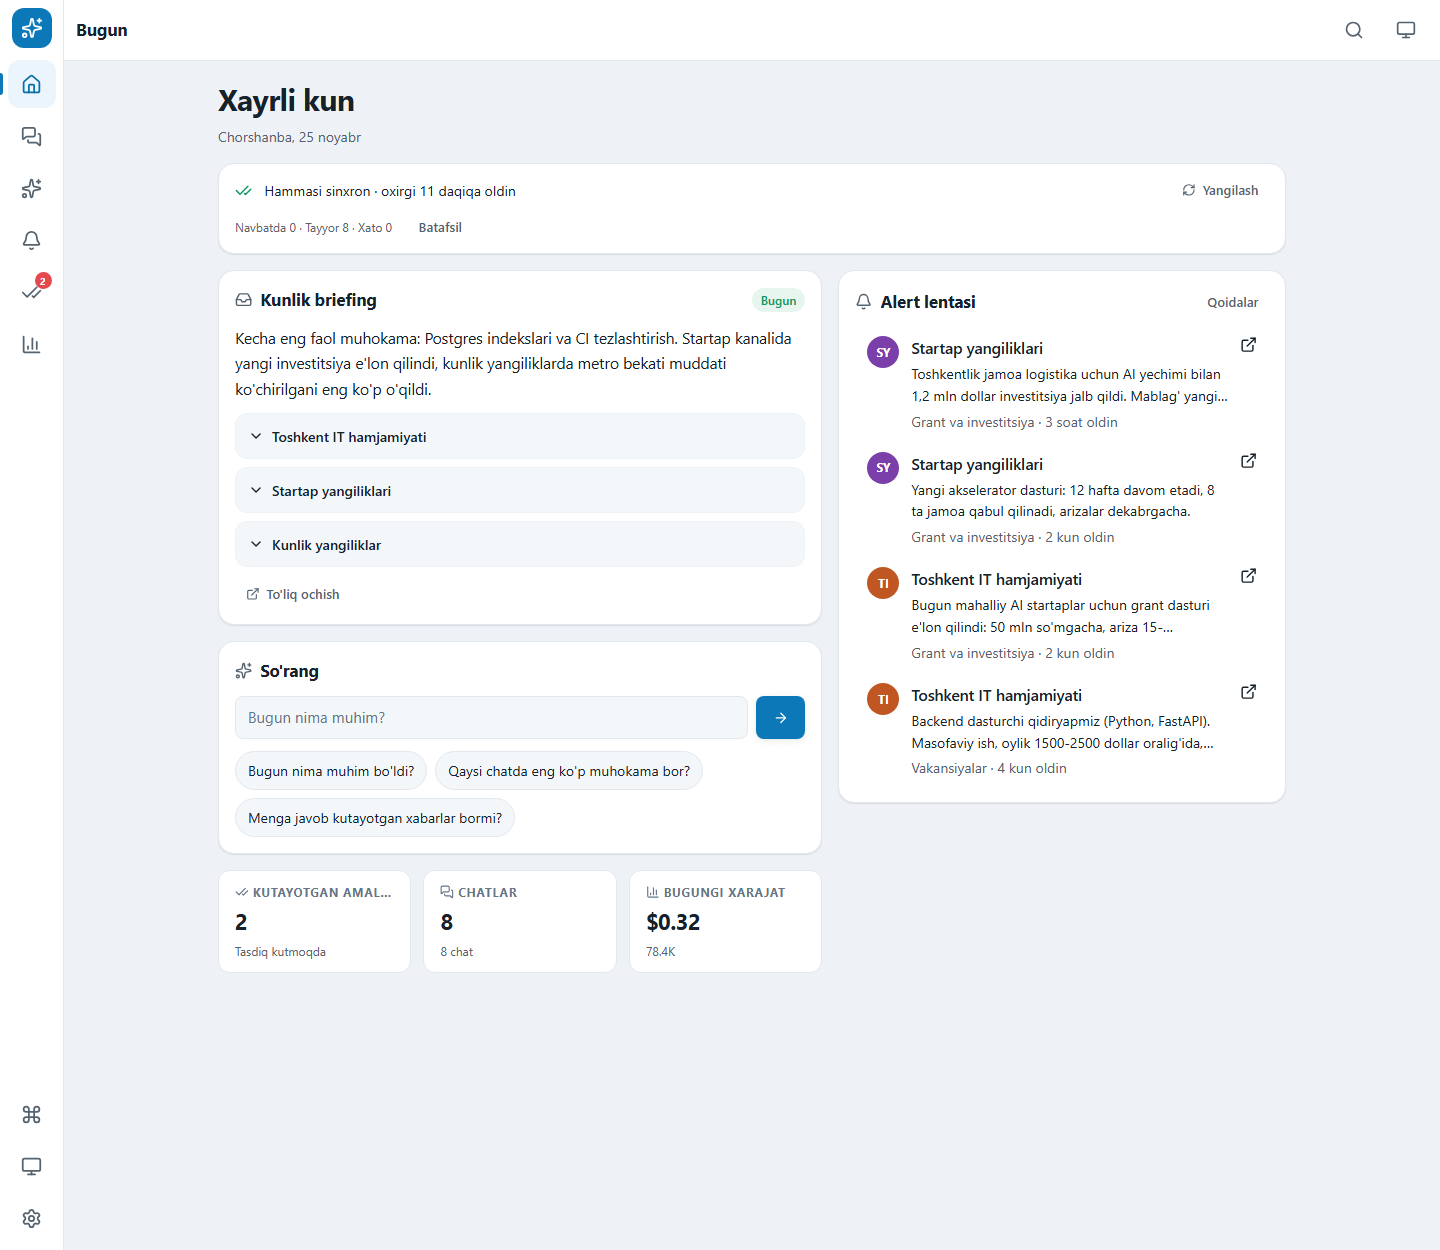 Bugun
2
Xayrli kun
Chorshanba, 25 noyabr
Hammasi sinxron · oxirgi 11 daqiqa oldin
Yangilash
Navbatda 0 · Tayyor 8 · Xato 0
Batafsil
Kunlik briefing
Bugun
Kecha eng faol muhokama: Postgres indekslari va CI tezlashtirish. Startap kanalida
yangi investitsiya e'lon qilindi, kunlik yangiliklarda metro bekati muddati
ko'chirilgani eng ko'p o'qildi.
Toshkent IT hamjamiyati
Startap yangiliklari
Kunlik yangiliklar
To'liq ochish
So'rang
Bugun nima muhim?
Bugun nima muhim bo'ldi?
Qaysi chatda eng ko'p muhokama bor?
Menga javob kutayotgan xabarlar bormi?
KUTAYOTGAN AMAL...
2
Tasdiq kutmoqda
CHATLAR
8
8 chat
BUGUNGI XARAJAT
$0.32
78.4K
Alert lentasi
Qoidalar
SY
Startap yangiliklari
Toshkentlik jamoa logistika uchun AI yechimi bilan
1,2 mln dollar investitsiya jalb qildi. Mablag' yangi...
Grant va investitsiya · 3 soat oldin
SY
Startap yangiliklari
Yangi akselerator dasturi: 12 hafta davom etadi, 8
ta jamoa qabul qilinadi, arizalar dekabrgacha.
Grant va investitsiya · 2 kun oldin
TI
Toshkent IT hamjamiyati
Bugun mahalliy AI startaplar uchun grant dasturi
e'lon qilindi: 50 mln so'mgacha, ariza 15-...
Grant va investitsiya · 2 kun oldin
TI
Toshkent IT hamjamiyati
Backend dasturchi qidiryapmiz (Python, FastAPI).
Masofaviy ish, oylik 1500-2500 dollar oralig'ida,...
Vakansiyalar · 4 kun oldin